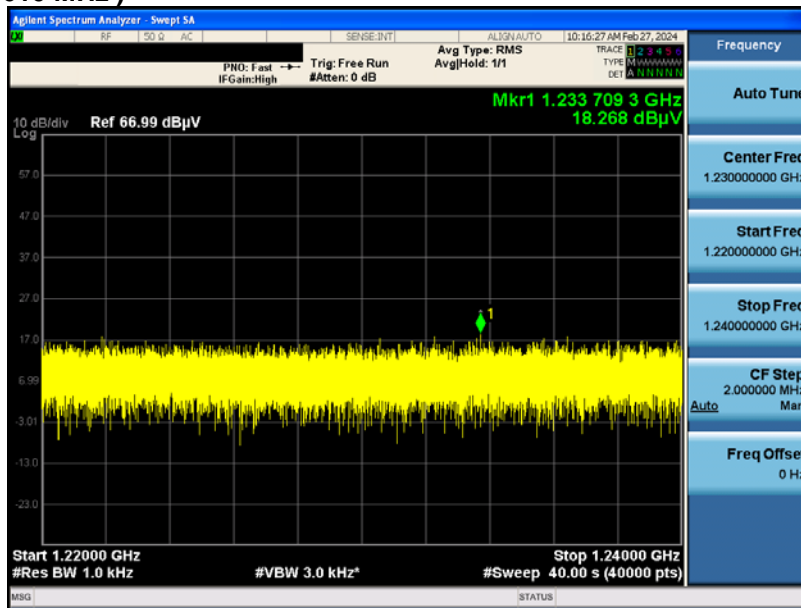 Agilent Spectrum Analyzer - Swept SA
RF 50 Ω AC SENSE:INT ALIGN AUTO 10:16:27 AM Feb 27, 2024
Frequency
PNO: Fast Trig: Free Run Avg Type: RMS TRACE 1 2 3 4 5 6
IFGain:High #Atten: 0 dB Avg|Hold: 1/1 TYPE M
DET A N N N N N
Mkr1 1.233 709 3 GHz
18.268 dBµV
10 dB/div Ref 66.99 dBµV
Log
57.0
47.0
37.0
27.0
17.0
6.99
-3.01
-13.0
-23.0
1
Start 1.22000 GHz Stop 1.24000 GHz
#Res BW 1.0 kHz #VBW 3.0 kHz* #Sweep 40.00 s (40000 pts)
MSG STATUS
Auto Tune
Center Freq
1.230000000 GHz
Start Freq
1.220000000 GHz
Stop Freq
1.240000000 GHz
CF Step
2.000000 MHz
Auto Man
Freq Offset
0 Hz